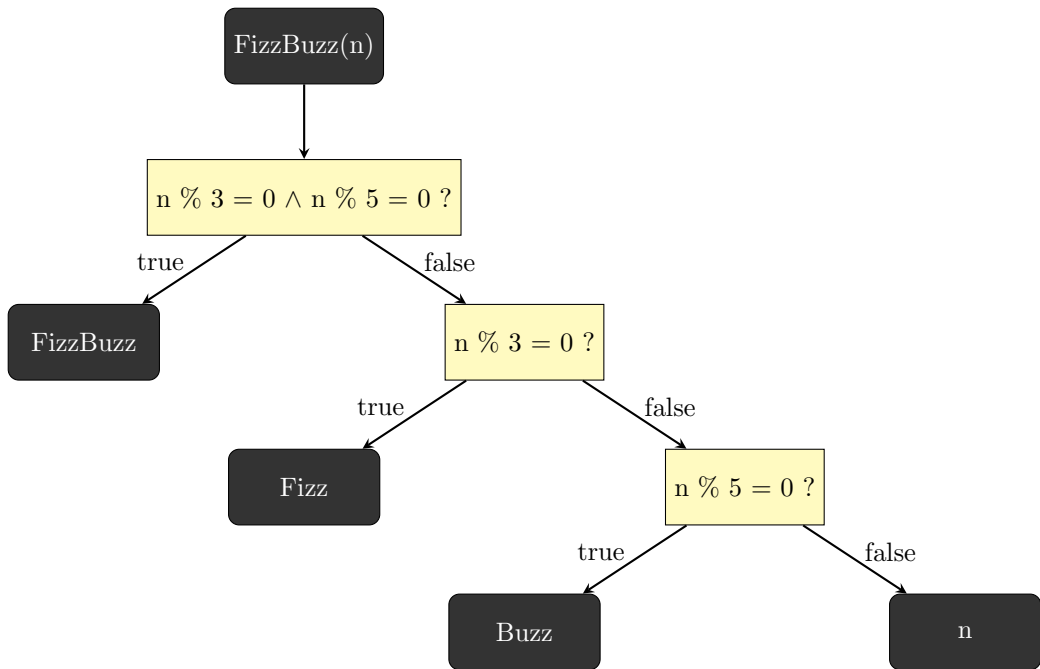 FizzBuzz(n)
n % 3 = 0 ∧ n % 5 = 0 ?
true
false
FizzBuzz
n % 3 = 0 ?
true
false
Fizz
n % 5 = 0 ?
true
false
Buzz
n